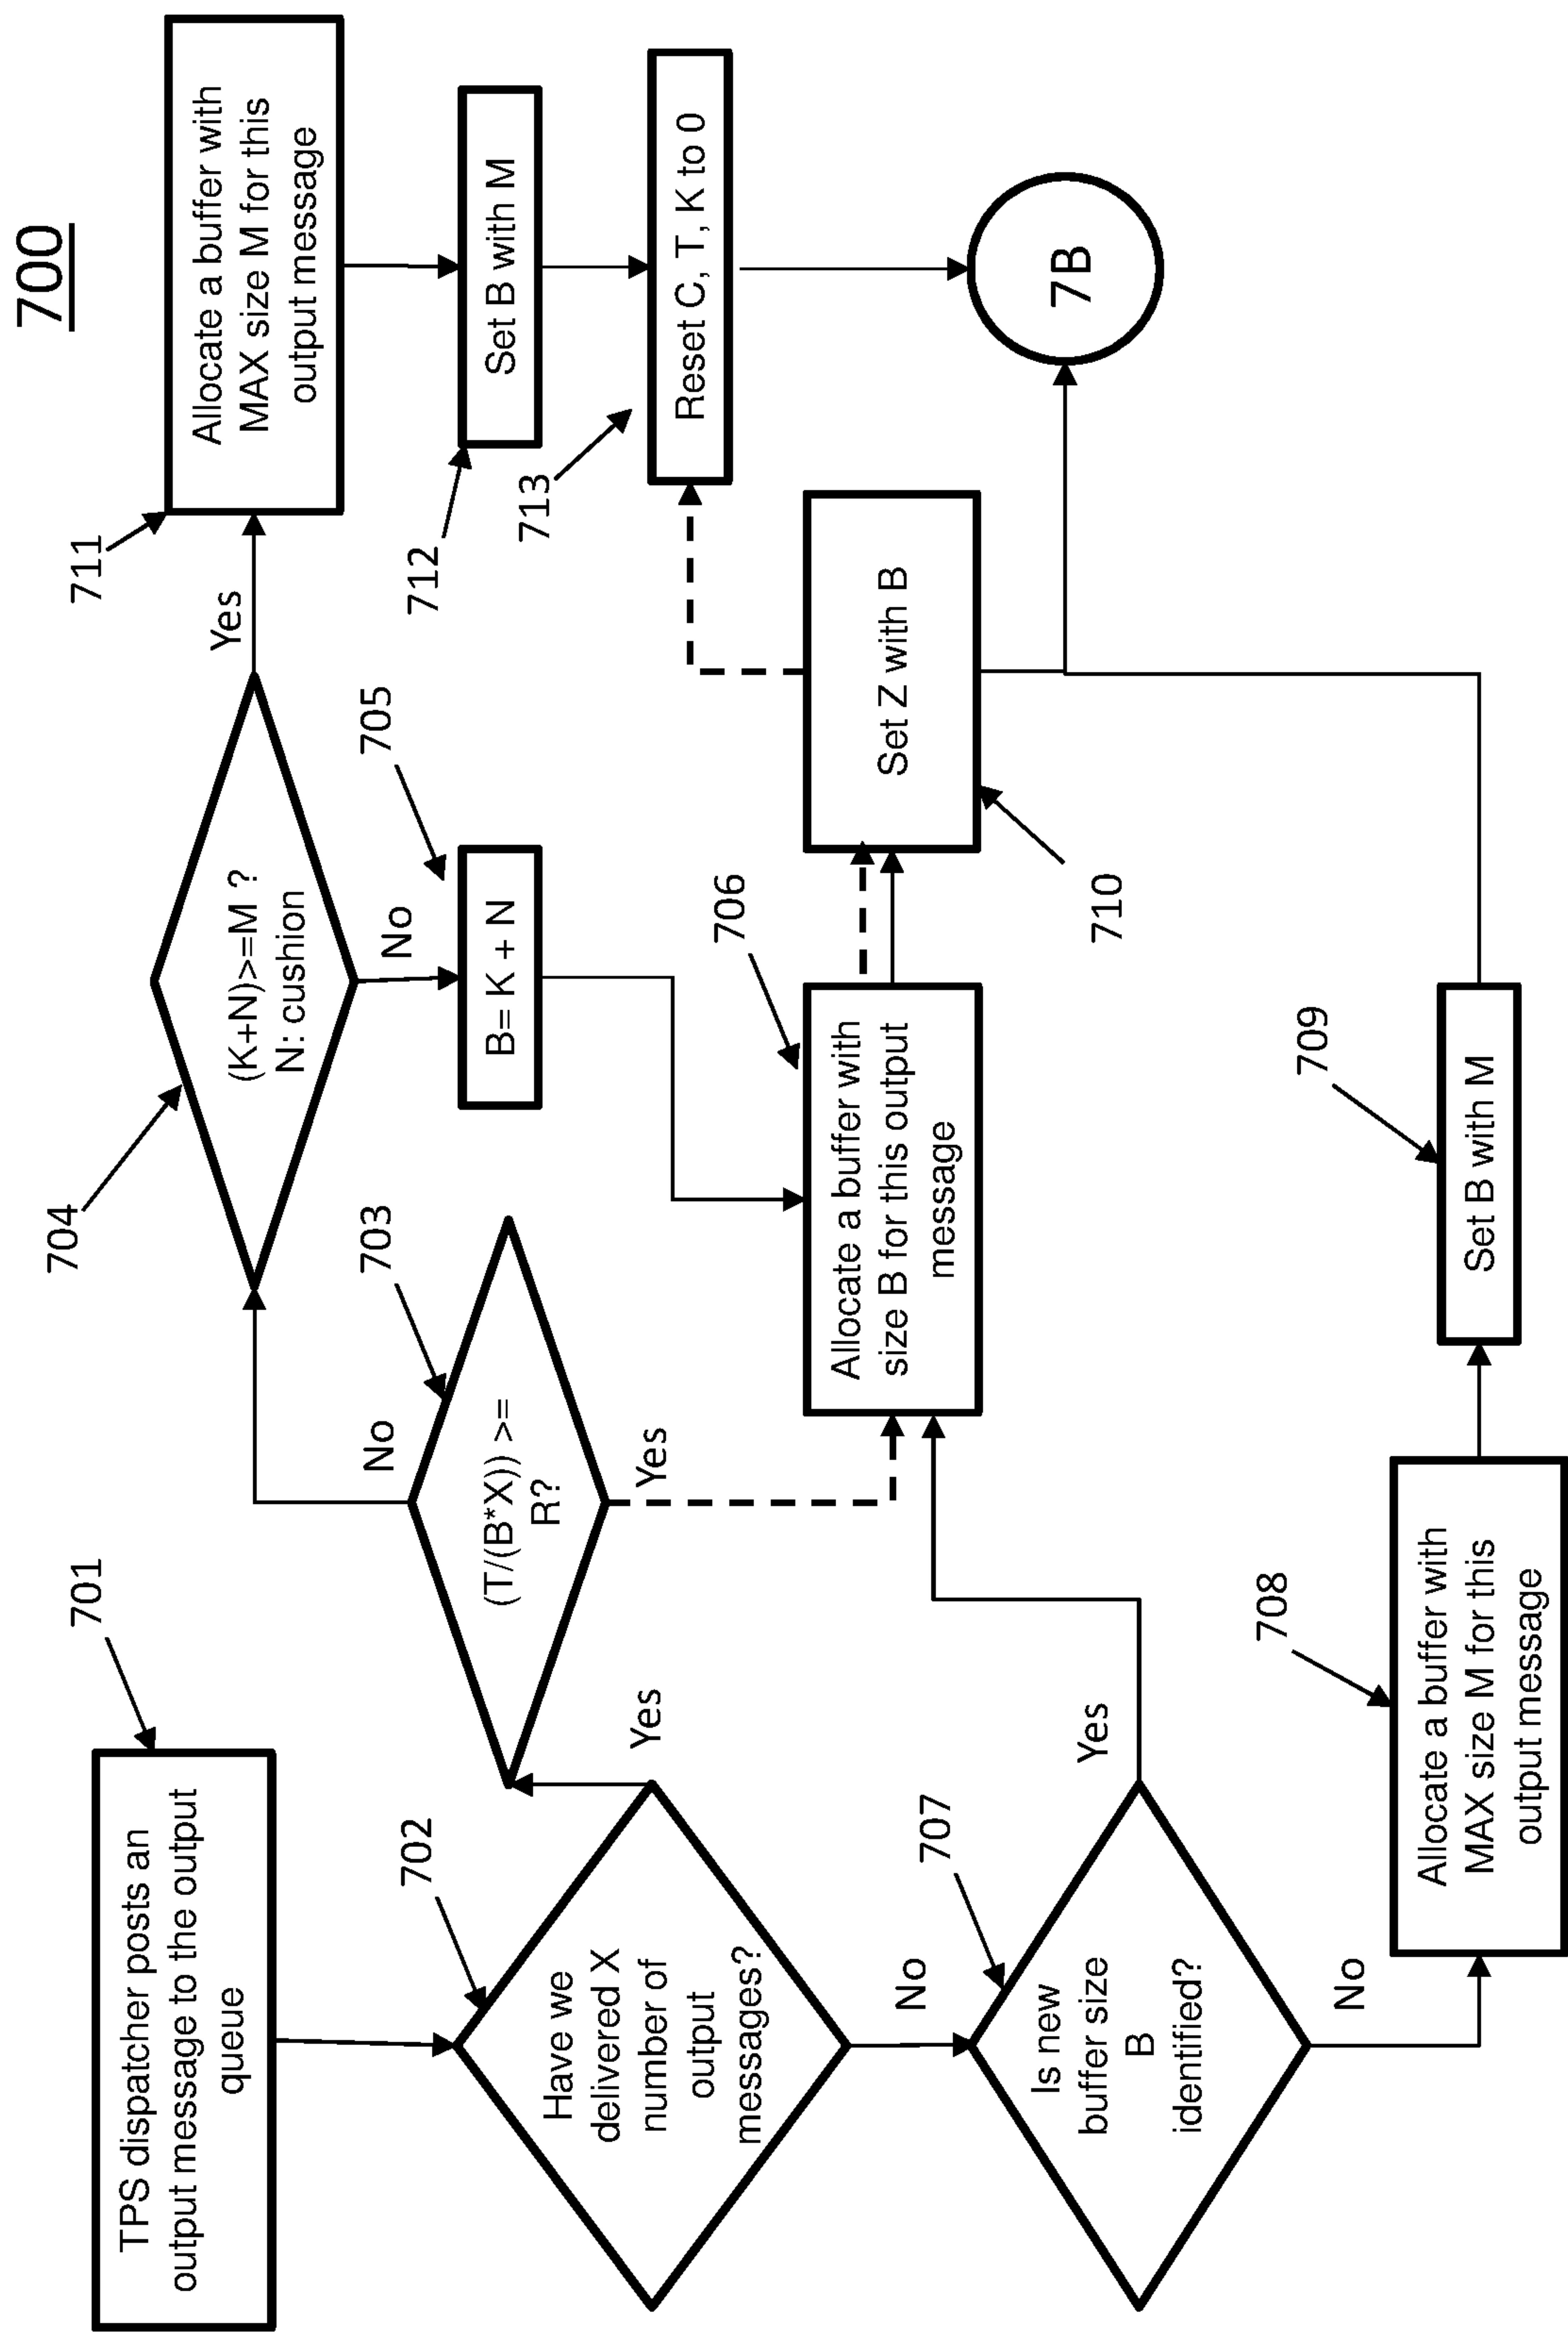 700
701
TPS dispatcher posts an
output message to the output
queue
702
Have we
delivered X
number of
output
messages?
Yes
No
703
(T/(B*X)) >=
R?
No
Yes
704
(K+N)>=M ?
N: cushion
Yes
No
705
B= K + N
706
Allocate a buffer with
size B for this output
message
707
Is new
buffer size
B
identified?
Yes
No
708
Allocate a buffer with
MAX size M for this
output message
709
Set B with M
710
Set Z with B
711
Allocate a buffer with
MAX size M for this
output message
712
Set B with M
713
Reset C, T, K to 0
7B